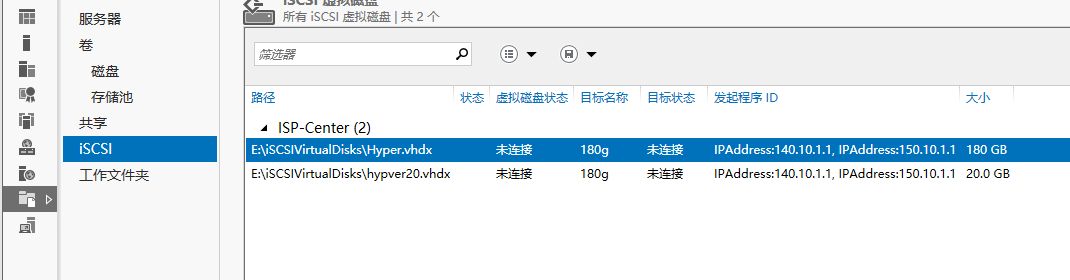 服务器
卷
磁盘
存储池
共享
iSCSI
工作文件夹
iSCSI 虚拟磁盘
所有 iSCSI 虚拟磁盘 | 共 2 个
筛选器
路径 状态 虚拟磁盘状态 目标名称 目标状态 发起程序 ID 大小
ISP-Center (2)
E:\iSCSIVirtualDisks\Hyper.vhdx 未连接 180g 未连接 IPAddress:140.10.1.1, IPAddress:150.10.1.1 180 GB
E:\iSCSIVirtualDisks\hypver20.vhdx 未连接 180g 未连接 IPAddress:140.10.1.1, IPAddress:150.10.1.1 20.0 GB